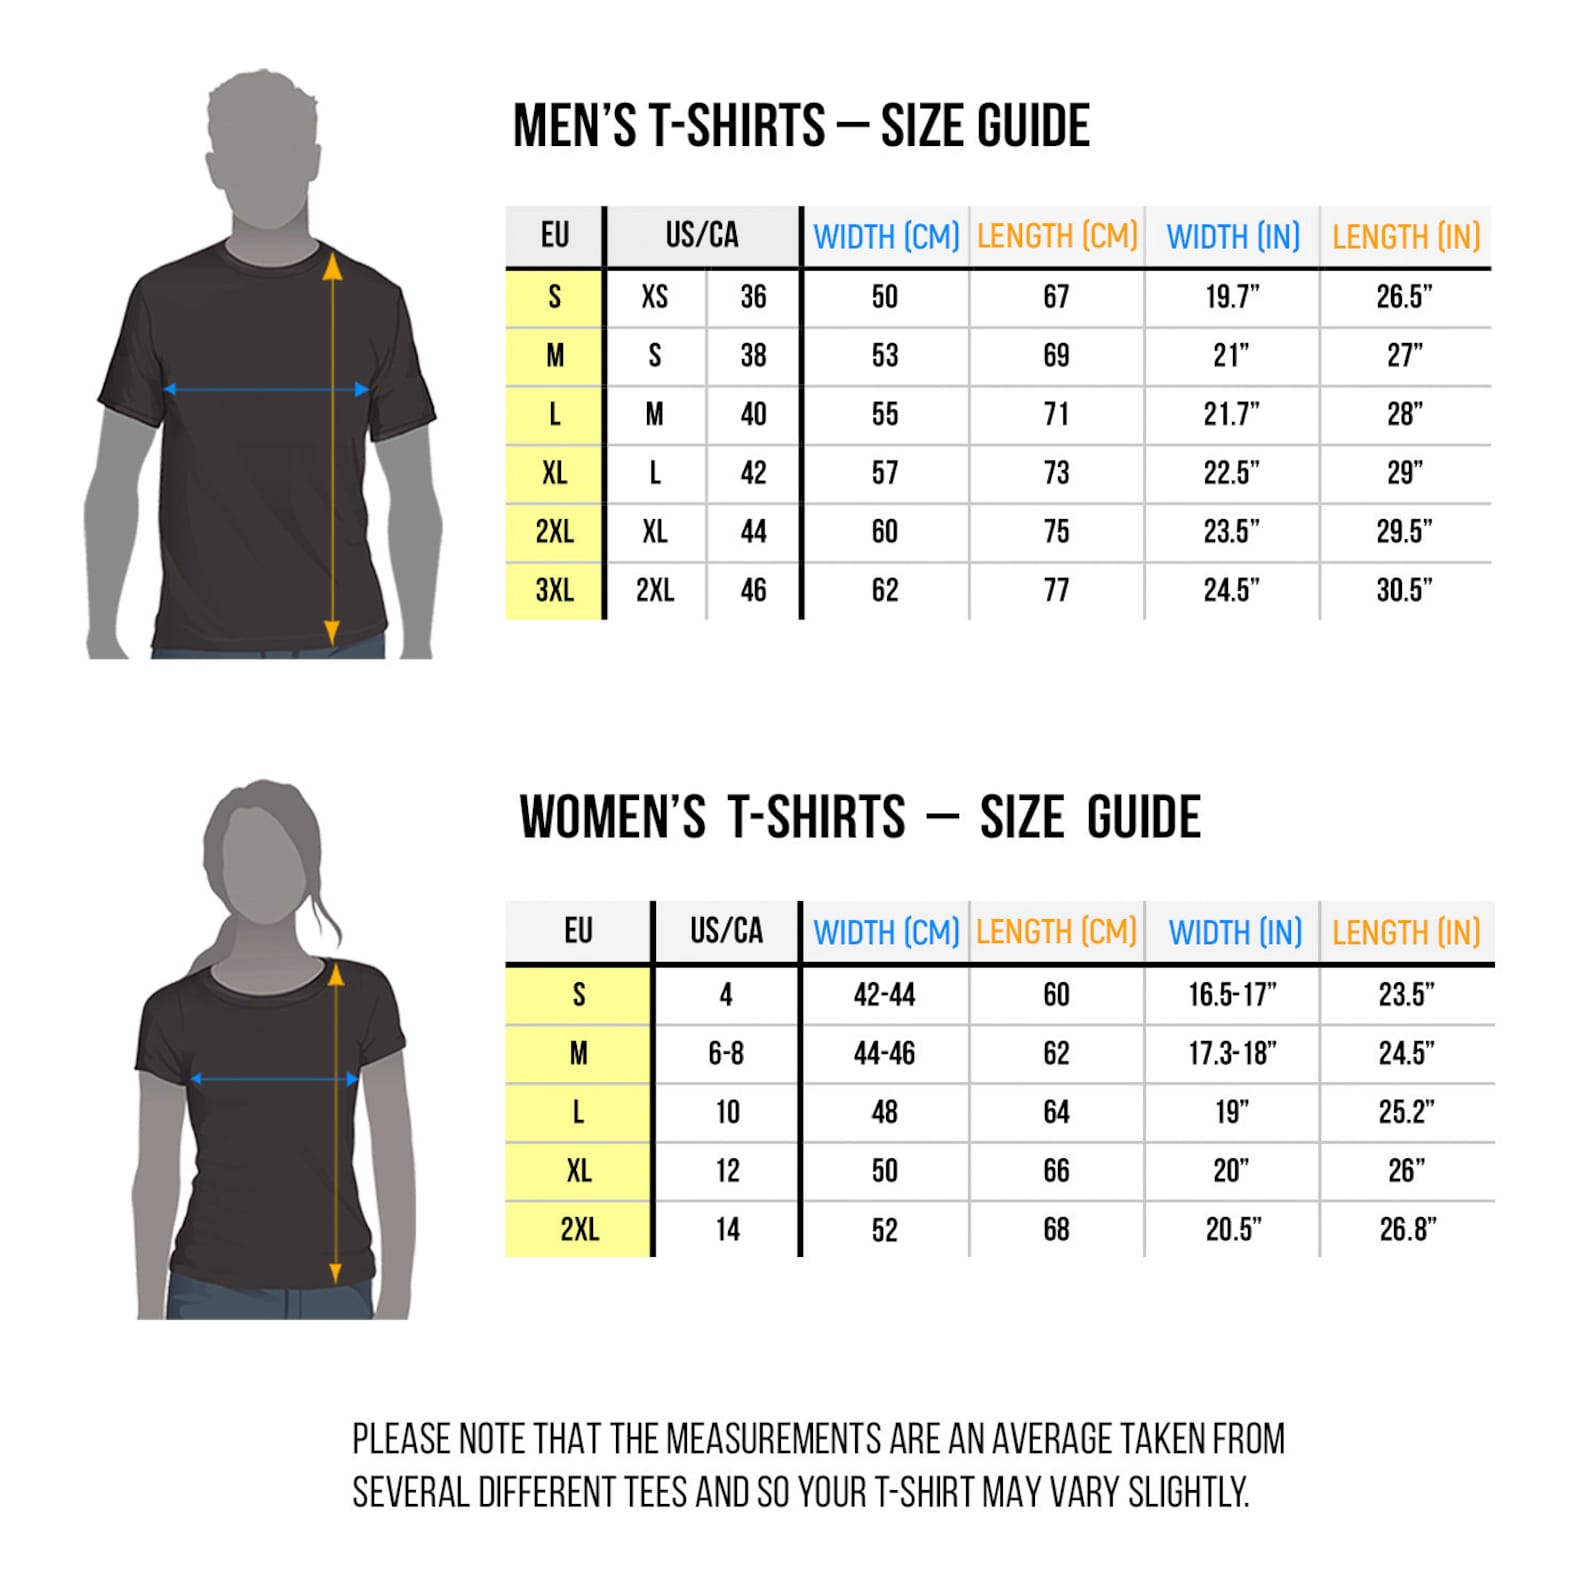 MEN’S T-SHIRTS – SIZE GUIDE
EU US/CA WIDTH (CM) LENGTH (CM) WIDTH (IN) LENGTH (IN)
S XS 36 50 67 19.7” 26.5”
M S 38 53 69 21” 27”
L M 40 55 71 21.7” 28”
XL L 42 57 73 22.5” 29”
2XL XL 44 60 75 23.5” 29.5”
3XL 2XL 46 62 77 24.5” 30.5”
WOMEN’S T-SHIRTS – SIZE GUIDE
EU US/CA WIDTH (CM) LENGTH (CM) WIDTH (IN) LENGTH (IN)
S 4 42-44 60 16.5-17” 23.5”
M 6-8 44-46 62 17.3-18” 24.5”
L 10 48 64 19” 25.2”
XL 12 50 66 20” 26”
2XL 14 52 68 20.5” 26.8”
PLEASE NOTE THAT THE MEASUREMENTS ARE AN AVERAGE TAKEN FROM
SEVERAL DIFFERENT TEES AND SO YOUR T-SHIRT MAY VARY SLIGHTLY.